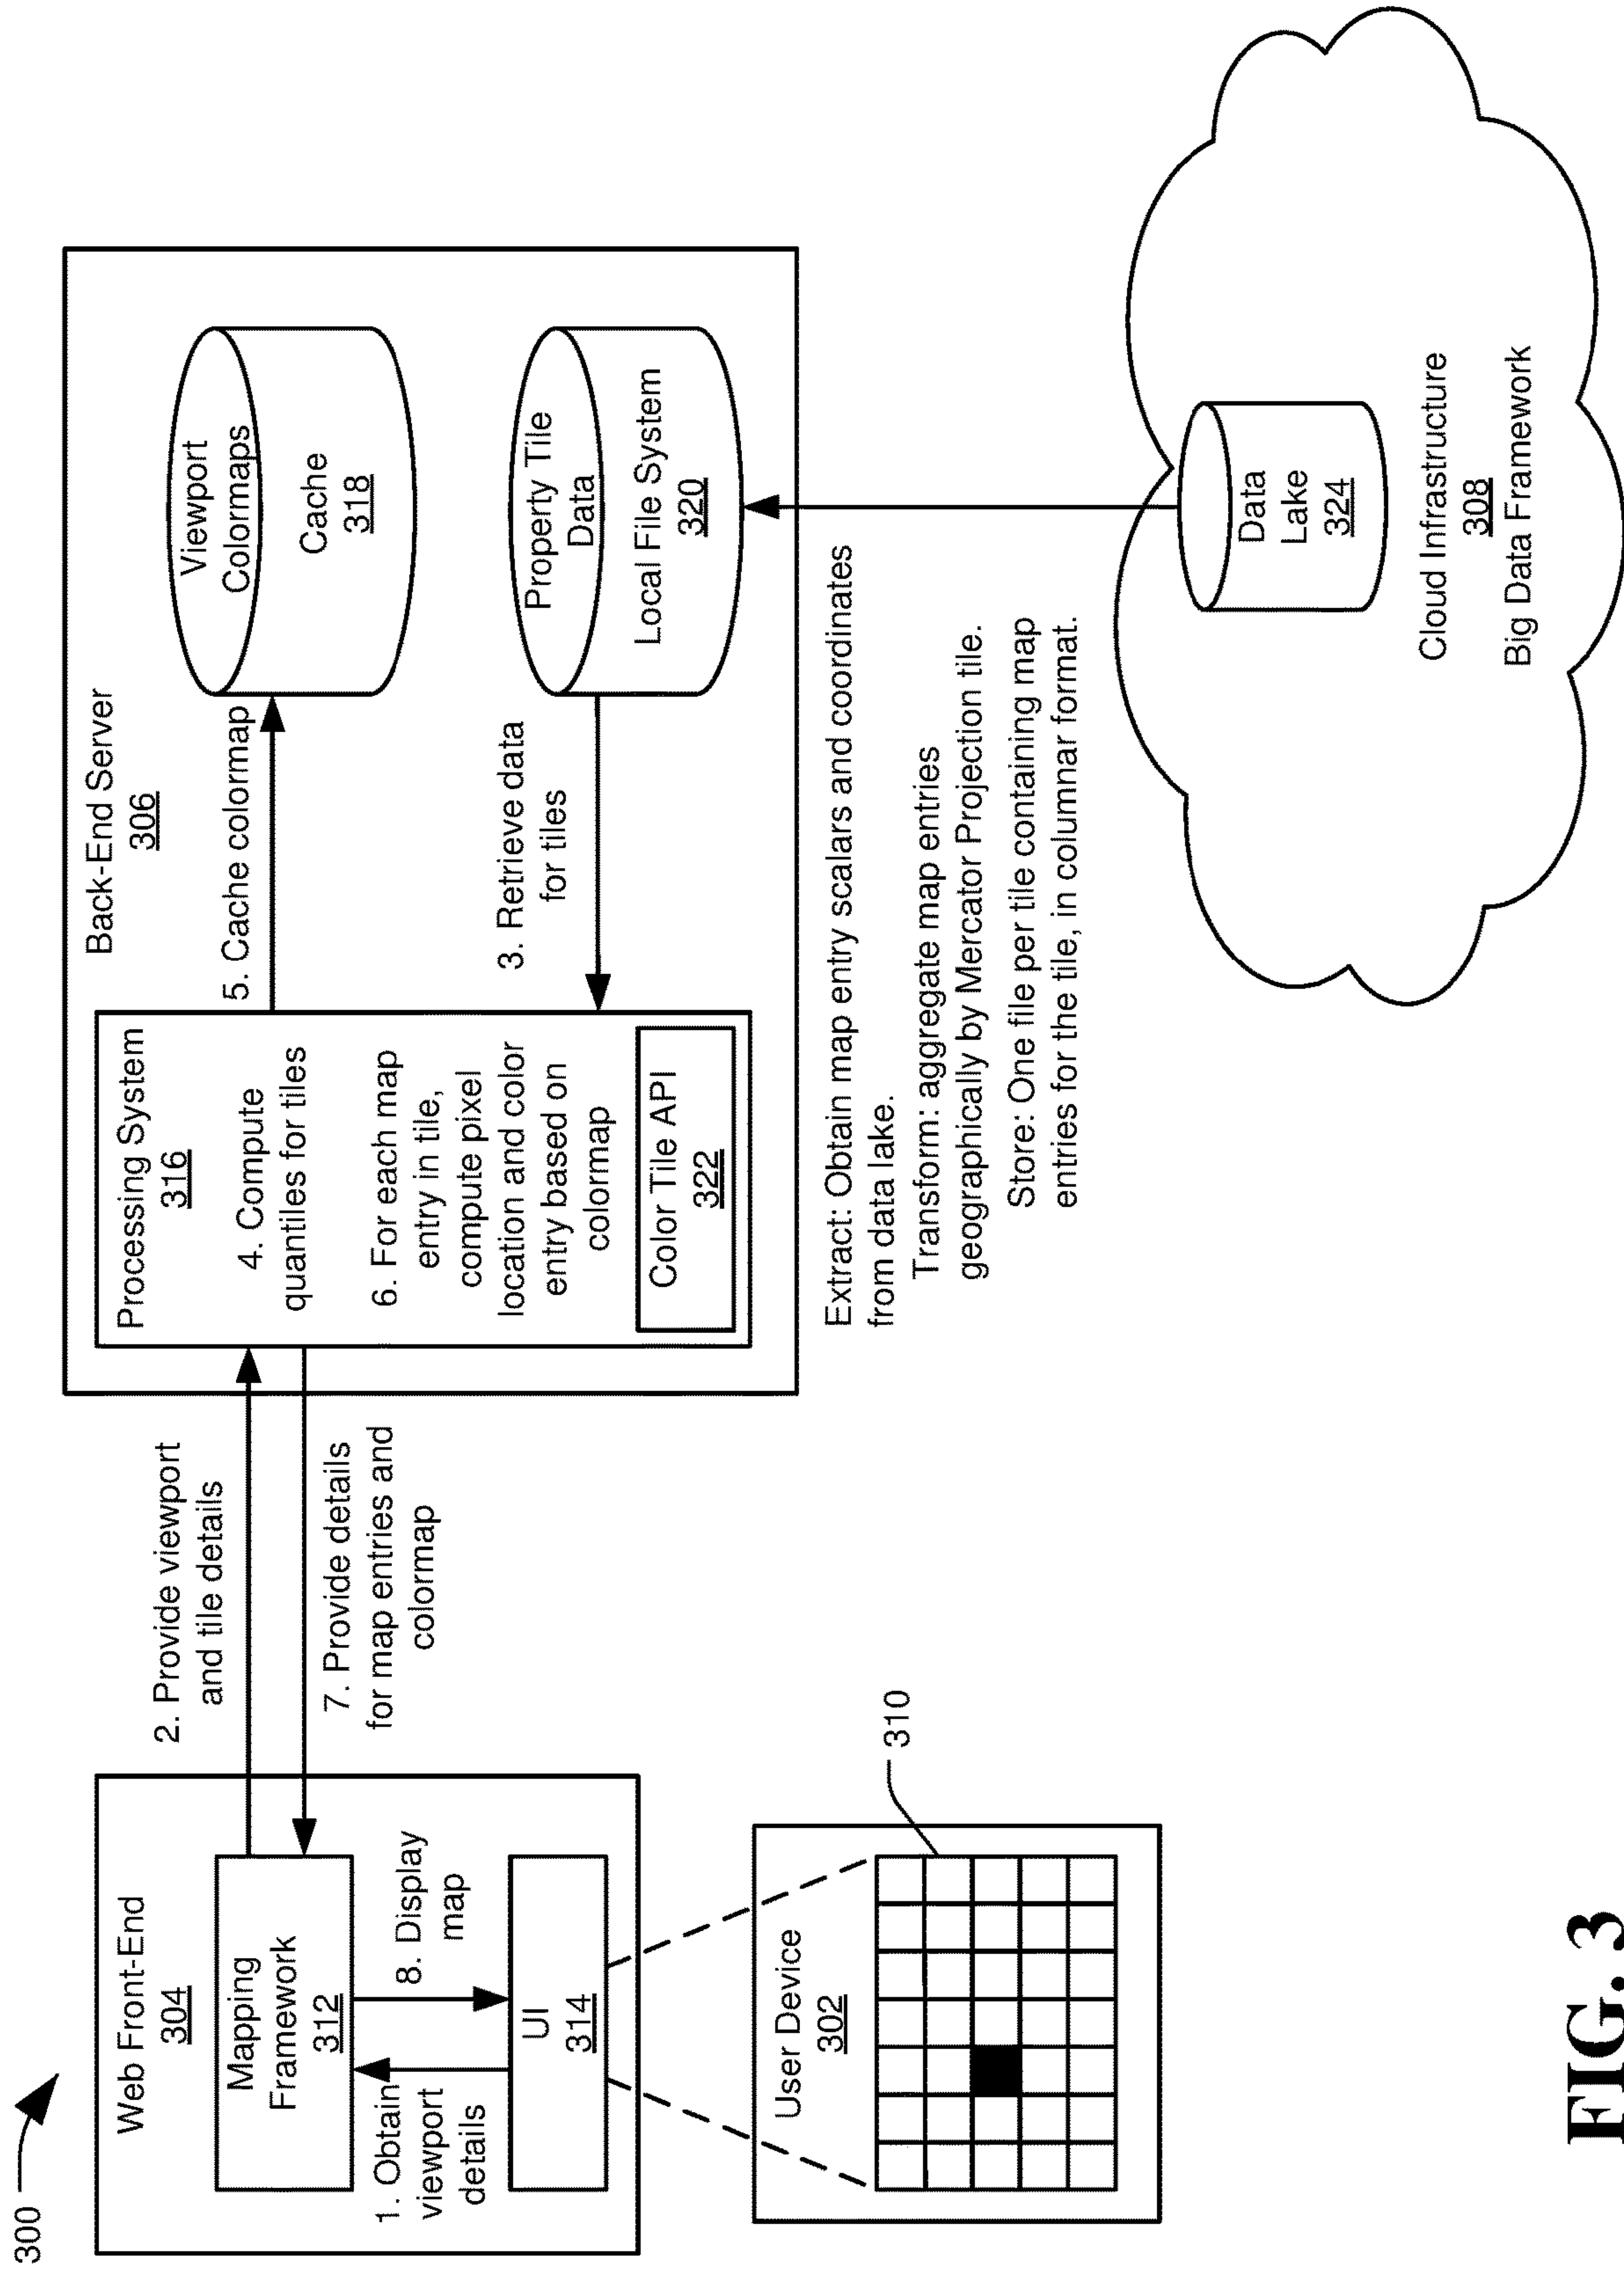 300
Web Front-End
304
Mapping
Framework
312
1. Obtain
viewport
details
8. Display
map
UI
314
User Device
302
310
2. Provide viewport
and tile details
7. Provide details
for map entries and
colormap
Back-End Server
306
Processing System
316
4. Compute
quantiles for tiles
6. For each map
entry in tile,
compute pixel
location and color
entry based on
colormap
Color Tile API
322
5. Cache colormap
3. Retrieve data
for tiles
Viewport
Colormaps
Cache
318
Property Tile
Data
Local File System
320
Extract: Obtain map entry scalars and coordinates
from data lake.
Transform: aggregate map entries
geographically by Mercator Projection tile.
Store: One file per tile containing map
entries for the tile, in columnar format.
Data
Lake
324
Cloud Infrastructure
308
Big Data Framework
FIG. 3